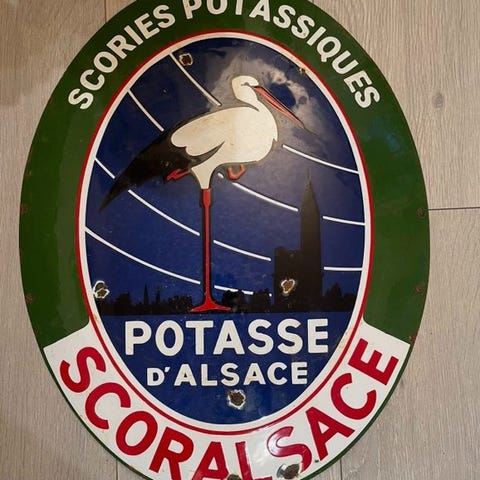 SCORIES POTASSIQUES
POTASSE
D'ALSACE
SCORALSACE